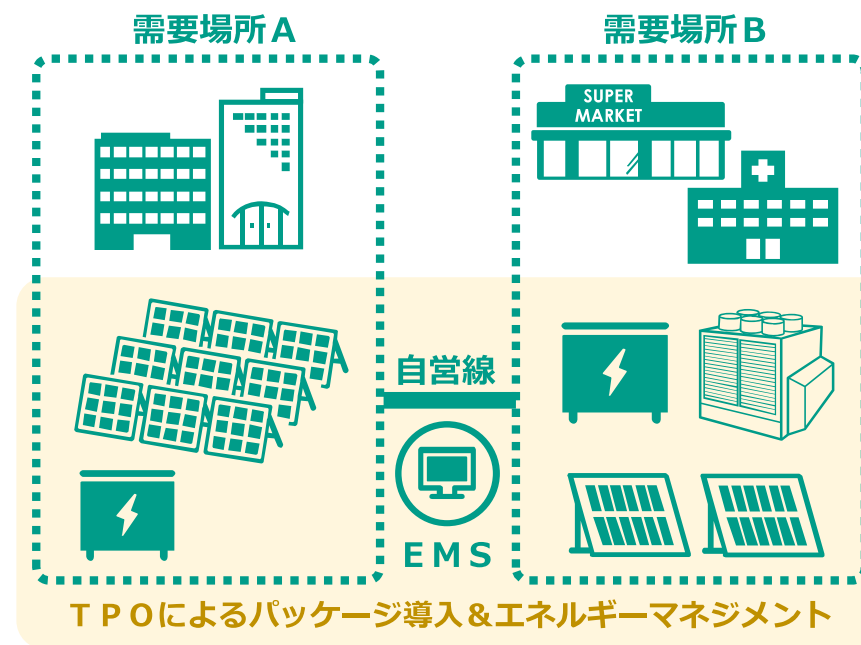 需要場所A
需要場所B
SUPER
MARKET
自営線
EMS
TPOによるパッケージ導入&エネルギーマネジメント